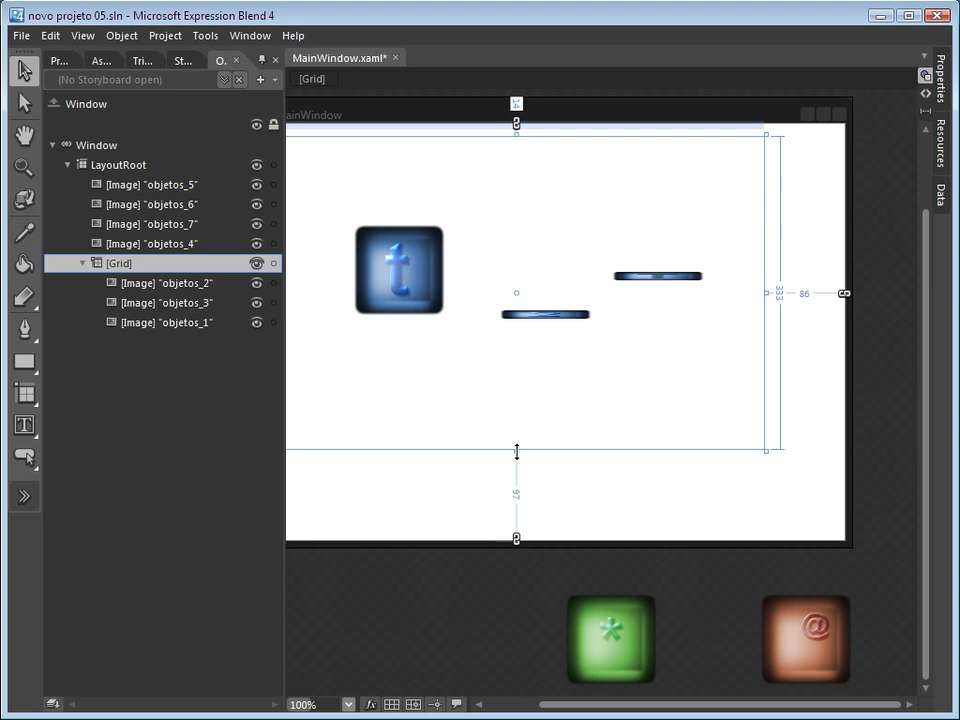 novo projeto 05.sln - Microsoft Expression Blend 4
File Edit View Object Project Tools Window Help
Pr... As... Tri... St... O. MainWindow.xaml*
(No Storyboard open) [Grid]
Window
14
ainWindow
Window
LayoutRoot
[Image] "objetos_5"
[Image] "objetos_6"
[Image] "objetos_7"
[Image] "objetos_4"
[Grid]
[Image] "objetos_2"
[Image] "objetos_3"
[Image] "objetos_1"
t
333 86
97
* @
100%
fx
Properties
Resources
Data
T